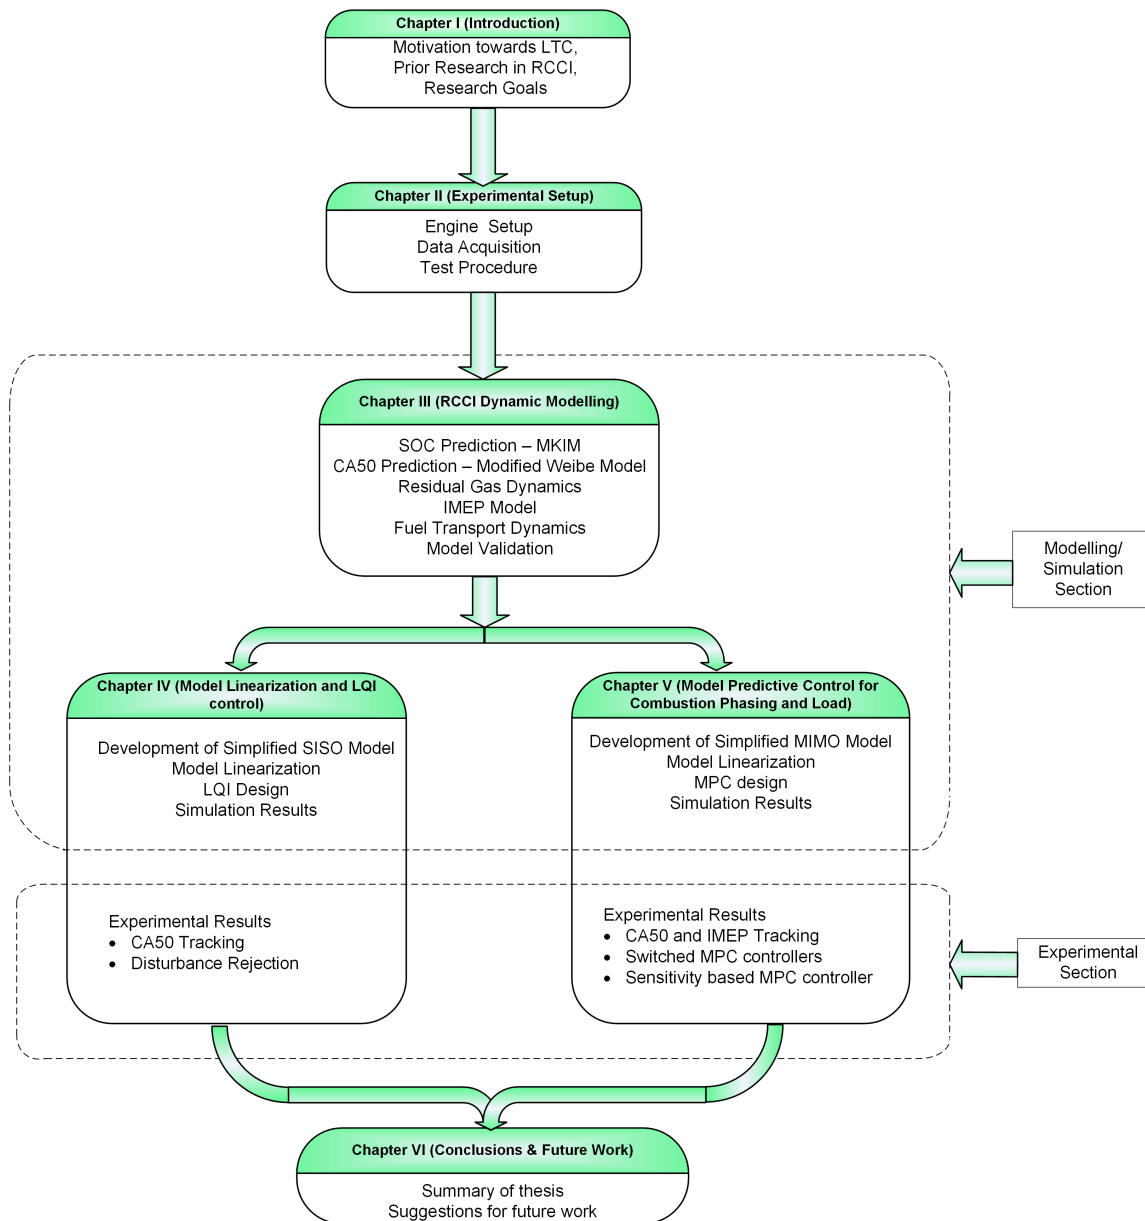 Chapter I (Introduction)
Motivation towards LTC,
Prior Research in RCCI,
Research Goals
Chapter II (Experimental Setup)
Engine Setup
Data Acquisition
Test Procedure
Chapter III (RCCI Dynamic Modelling)
SOC Prediction – MKIM
CA50 Prediction – Modified Weibe Model
Residual Gas Dynamics
IMEP Model
Fuel Transport Dynamics
Model Validation
Modelling/
Simulation
Section
Chapter IV (Model Linearization and LQI
control)
Development of Simplified SISO Model
Model Linearization
LQI Design
Simulation Results
Experimental Results
• CA50 Tracking
• Disturbance Rejection
Chapter V (Model Predictive Control for
Combustion Phasing and Load)
Development of Simplified MIMO Model
Model Linearization
MPC design
Simulation Results
Experimental Results
• CA50 and IMEP Tracking
• Switched MPC controllers
• Sensitivity based MPC controller
Experimental
Section
Chapter VI (Conclusions & Future Work)
Summary of thesis
Suggestions for future work